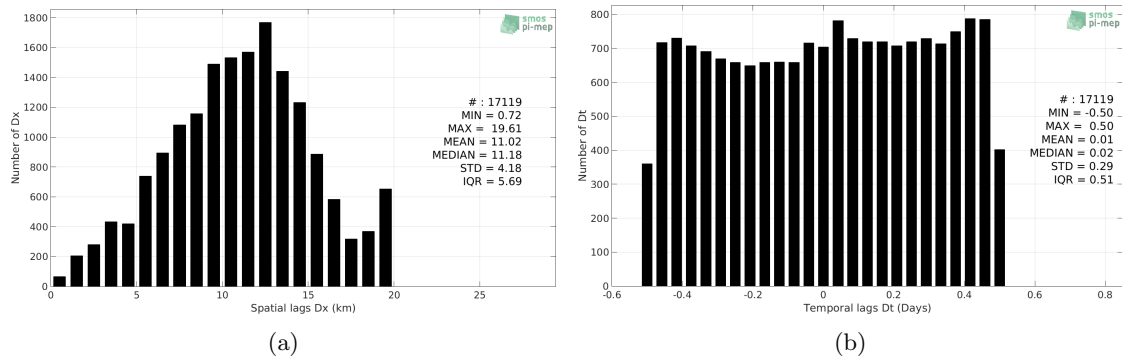 1800
1600
1400
1200
1000
800
600
400
200
0
Number of Dx
0 5 10 15 20 25
Spatial lags Dx (km)
smos
pi-mep
# : 17119
MIN = 0.72
MAX = 19.61
MEAN = 11.02
MEDIAN = 11.18
STD = 4.18
IQR = 5.69
(a)
800
700
600
500
400
300
200
100
0
Number of Dt
-0.6 -0.4 -0.2 0 0.2 0.4 0.6 0.8
Temporal lags Dt (Days)
smos
pi-mep
# : 17119
MIN = -0.50
MAX = 0.50
MEAN = 0.01
MEDIAN = 0.02
STD = 0.29
IQR = 0.51
(b)